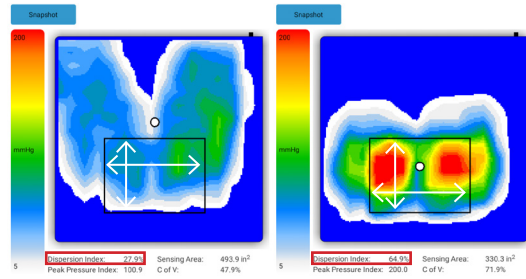 Snapshot
200
mmHg
5
Dispersion Index: 27.9%
Sensing Area: 493.9 in²
Peak Pressure Index: 100.9
C of V: 47.9%
Snapshot
200
mmHg
5
Dispersion Index: 64.9%
Sensing Area: 330.3 in²
Peak Pressure Index: 200.0
C of V: 71.9%